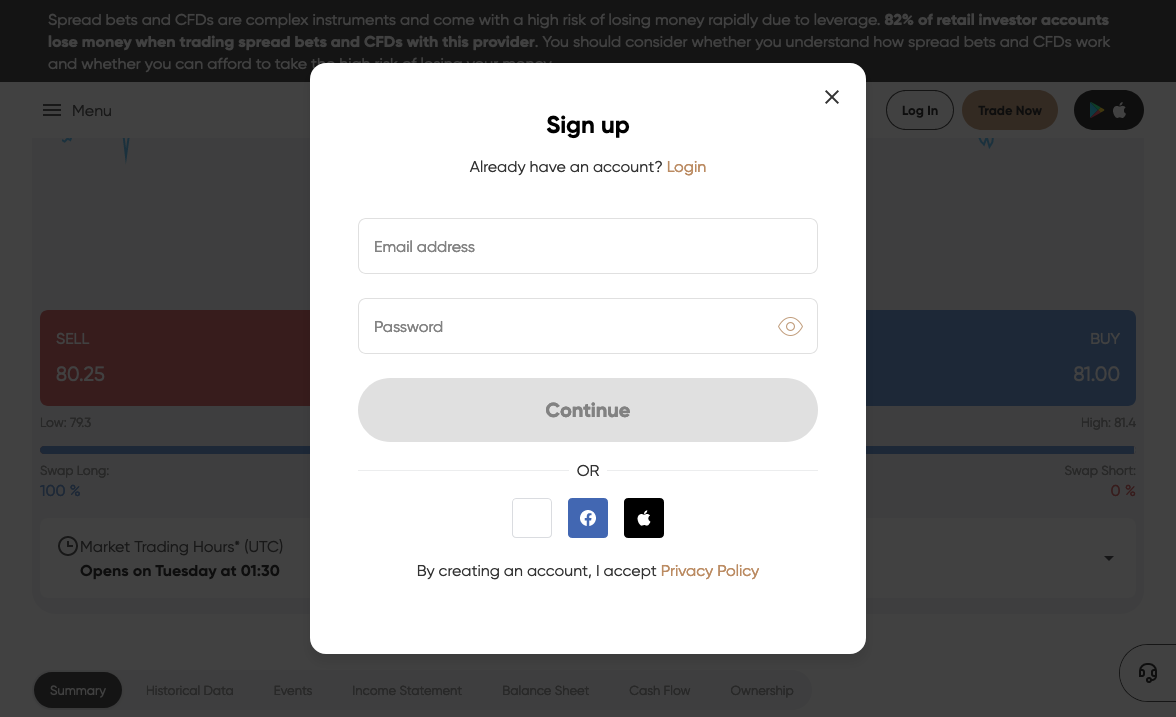 Spread bets and CFDs are complex instruments and come with a high risk of losing money rapidly due to leverage. 82% of retail investor accounts
lose money when trading spread bets and CFDs with this provider. You should consider whether you understand how spread bets and CFDs work
and whether you can afford to take the high risk of losing your money.
Menu
Log In
Trade Now
Sign up
Already have an account? Login
Email address
Password
Continue
OR
By creating an account, I accept Privacy Policy
SELL
BUY
80.25
81.00
Low: 79.3
High: 81.4
Swap Long:
Swap Short:
100 %
0 %
Market Trading Hours* (UTC)
Opens on Tuesday at 01:30
Summary
Historical Data
Events
Income Statement
Balance Sheet
Cash Flow
Ownership